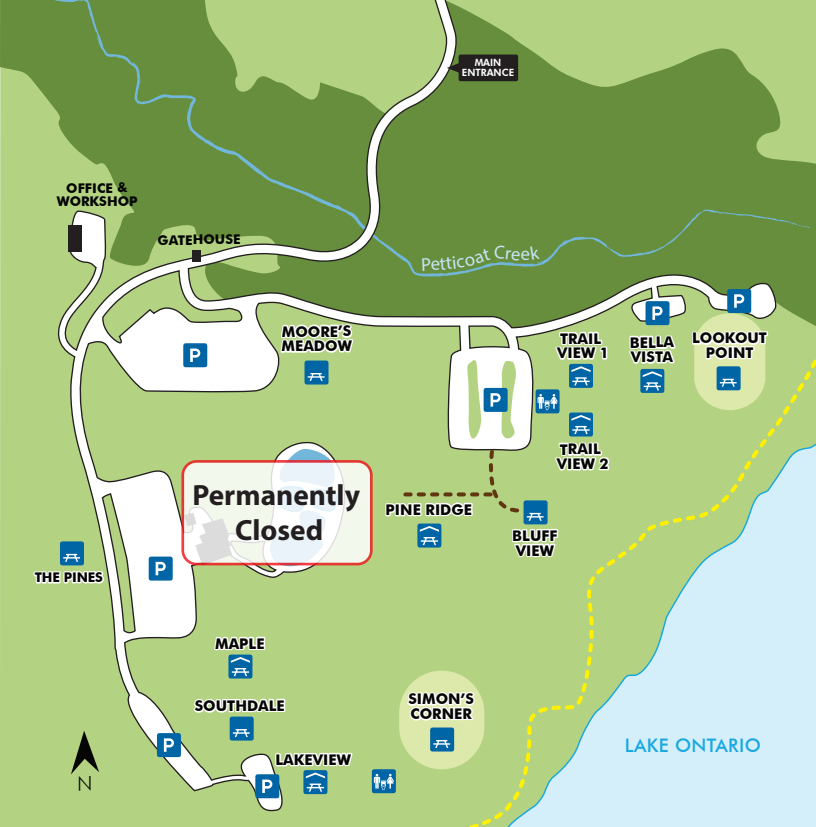 MAIN
ENTRANCE
OFFICE &
WORKSHOP
GATEHOUSE
Petticoat Creek
P
MOORE'S
MEADOW
P
TRAIL
VIEW 1
P
BELLA
VISTA
P
LOOKOUT
POINT
P
TRAIL
VIEW 2
Permanently
Closed
PINE RIDGE
BLUFF
VIEW
THE PINES
P
MAPLE
SOUTHDALE
SIMON'S
CORNER
P
LAKEVIEW
P
N
LAKE ONTARIO